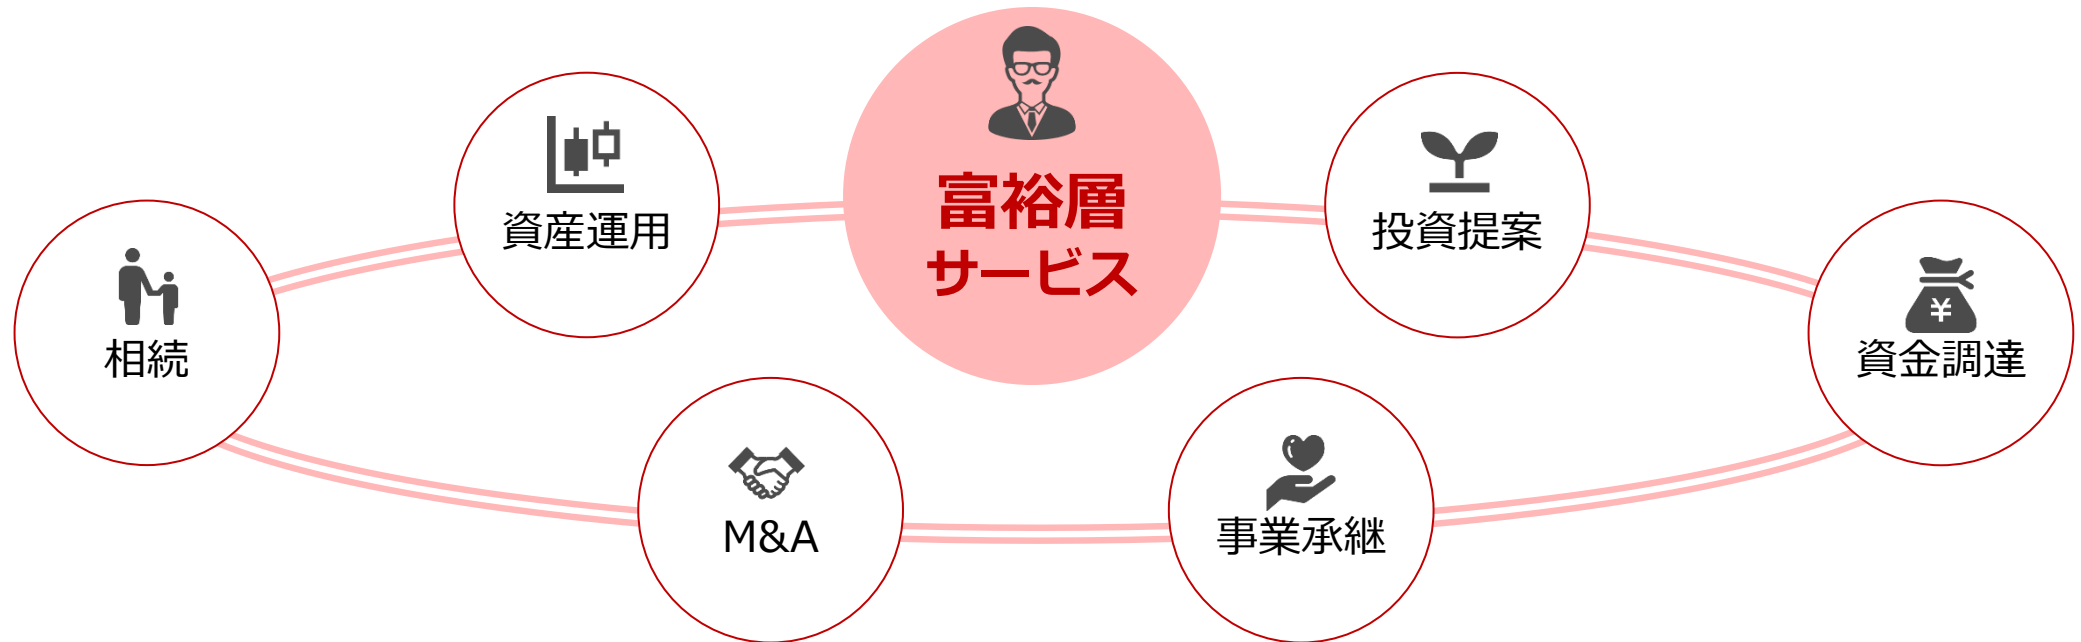 富裕層
サービス
資産運用
投資提案
相続
資金調達
M&A
事業承継
¥